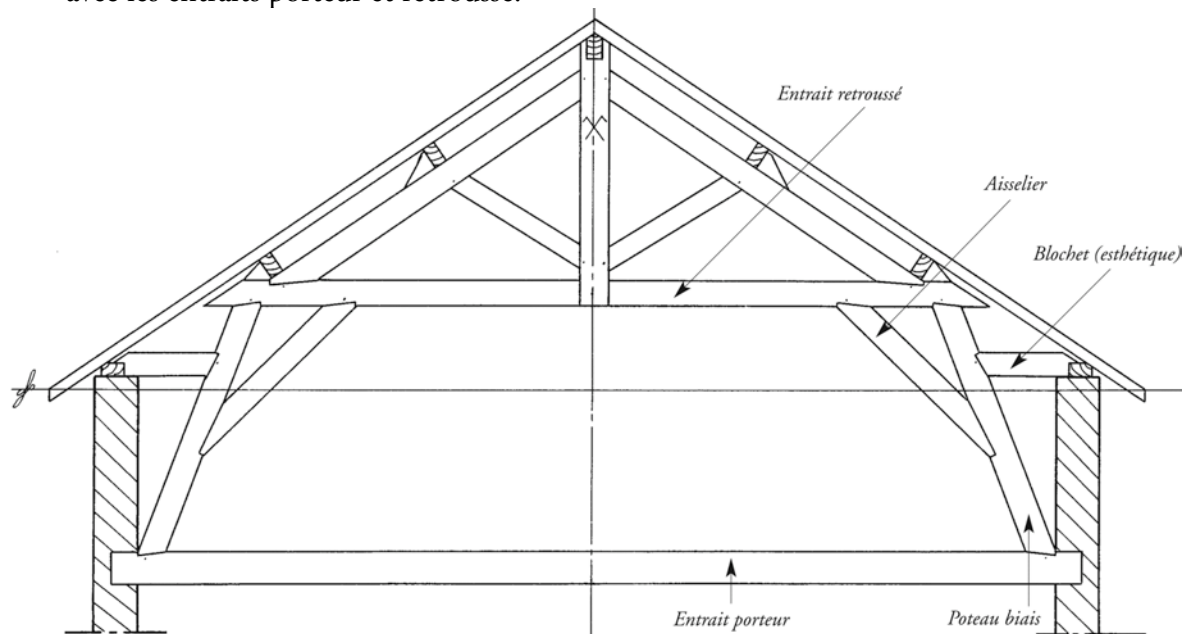 avec les entraits porteur et retroussé.
Entrait retroussé
Aisselier
Blochet (esthétique)
Entrait porteur
Poteau biais